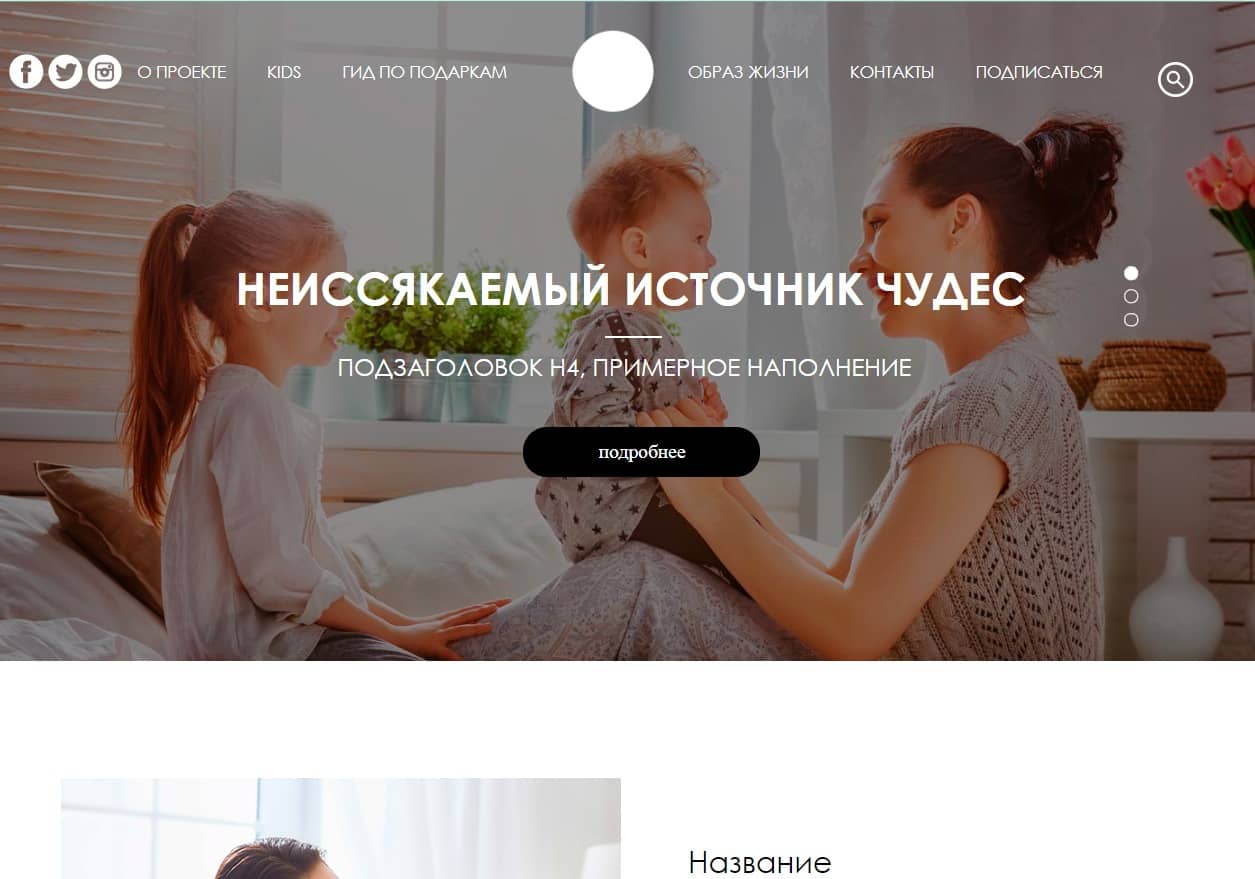 О ПРОЕКТЕ KIDS ГИД ПО ПОДАРКАМ ОБРАЗ ЖИЗНИ КОНТАКТЫ ПОДПИСАТЬСЯ
НЕИССЯКАЕМЫЙ ИСТОЧНИК ЧУДЕС
ПОДЗАГОЛОВОК H4, ПРИМЕРНОЕ НАПОЛНЕНИЕ
подробнее
Название